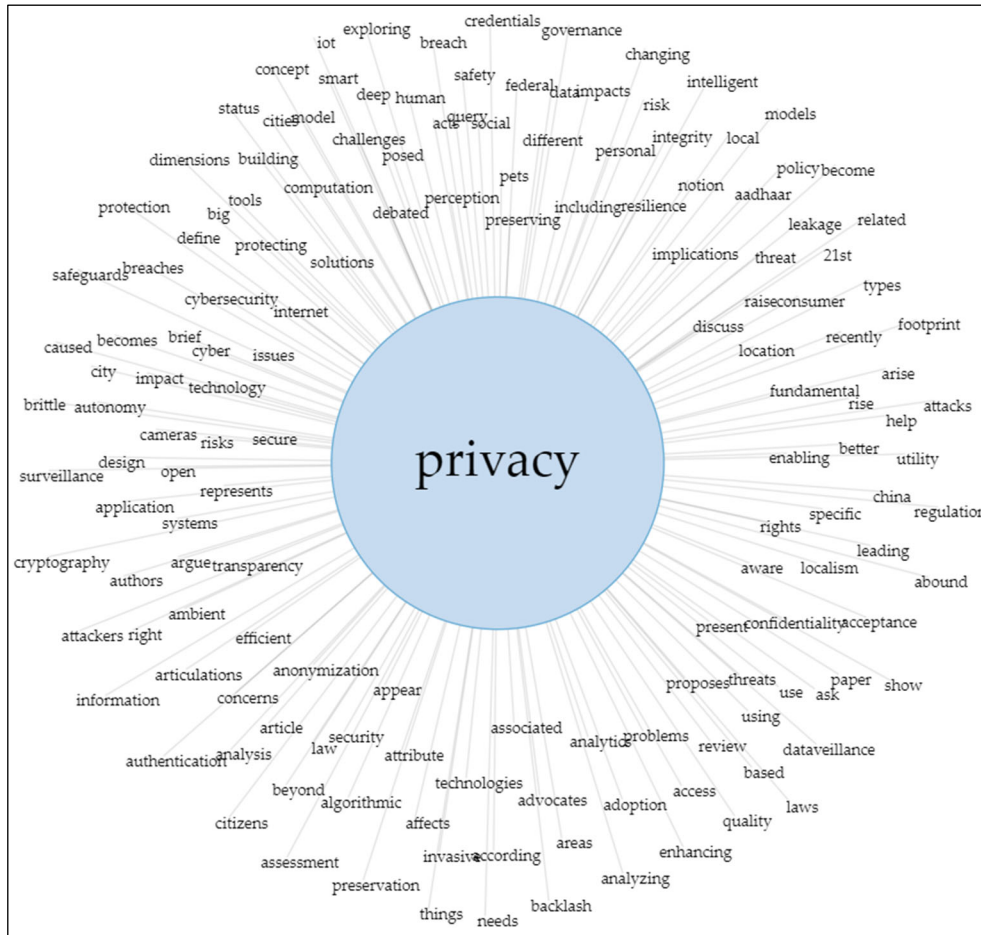 credentials
exploring
governance
iot
breach
changing
concept
smart
safety
federal
data
impacts
intelligent
deep
human
status
cities
model
query
acts
social
risk
models
challenges
different
integrity
local
posed
personal
dimensions
building
pets
policy
become
computation
perception
notion
aadhaar
protection
tools
big
debated
preserving
including
resilience
leakage
related
define
protecting
solutions
implications
threat
21st
safeguards
breaches
cybersecurity
internet
raise
consumer
types
discuss
footprint
caused
becomes
brief
cyber
issues
location
recently
city
impact
technology
arise
brittle
autonomy
fundamental
rise
attacks
help
cameras
risks
secure
privacy
enabling
better
utility
surveillance
design
open
represents
china
application
systems
rights
specific
regulation
cryptography
authors
argue
transparency
aware
localism
leading
abound
ambient
attackers
right
efficient
present
confidentiality
acceptance
articulations
anonymization
information
concerns
appear
proposes
threats
use
ask
paper
show
article
using
associated
authentication
analysis
law
security
attribute
analytics
problems
review
dataveillance
beyond
technologies
based
algorithmic
advocates
adoption
access
laws
citizens
affects
quality
areas
assessment
invasive
according
enhancing
preservation
analyzing
things
needs
backlash